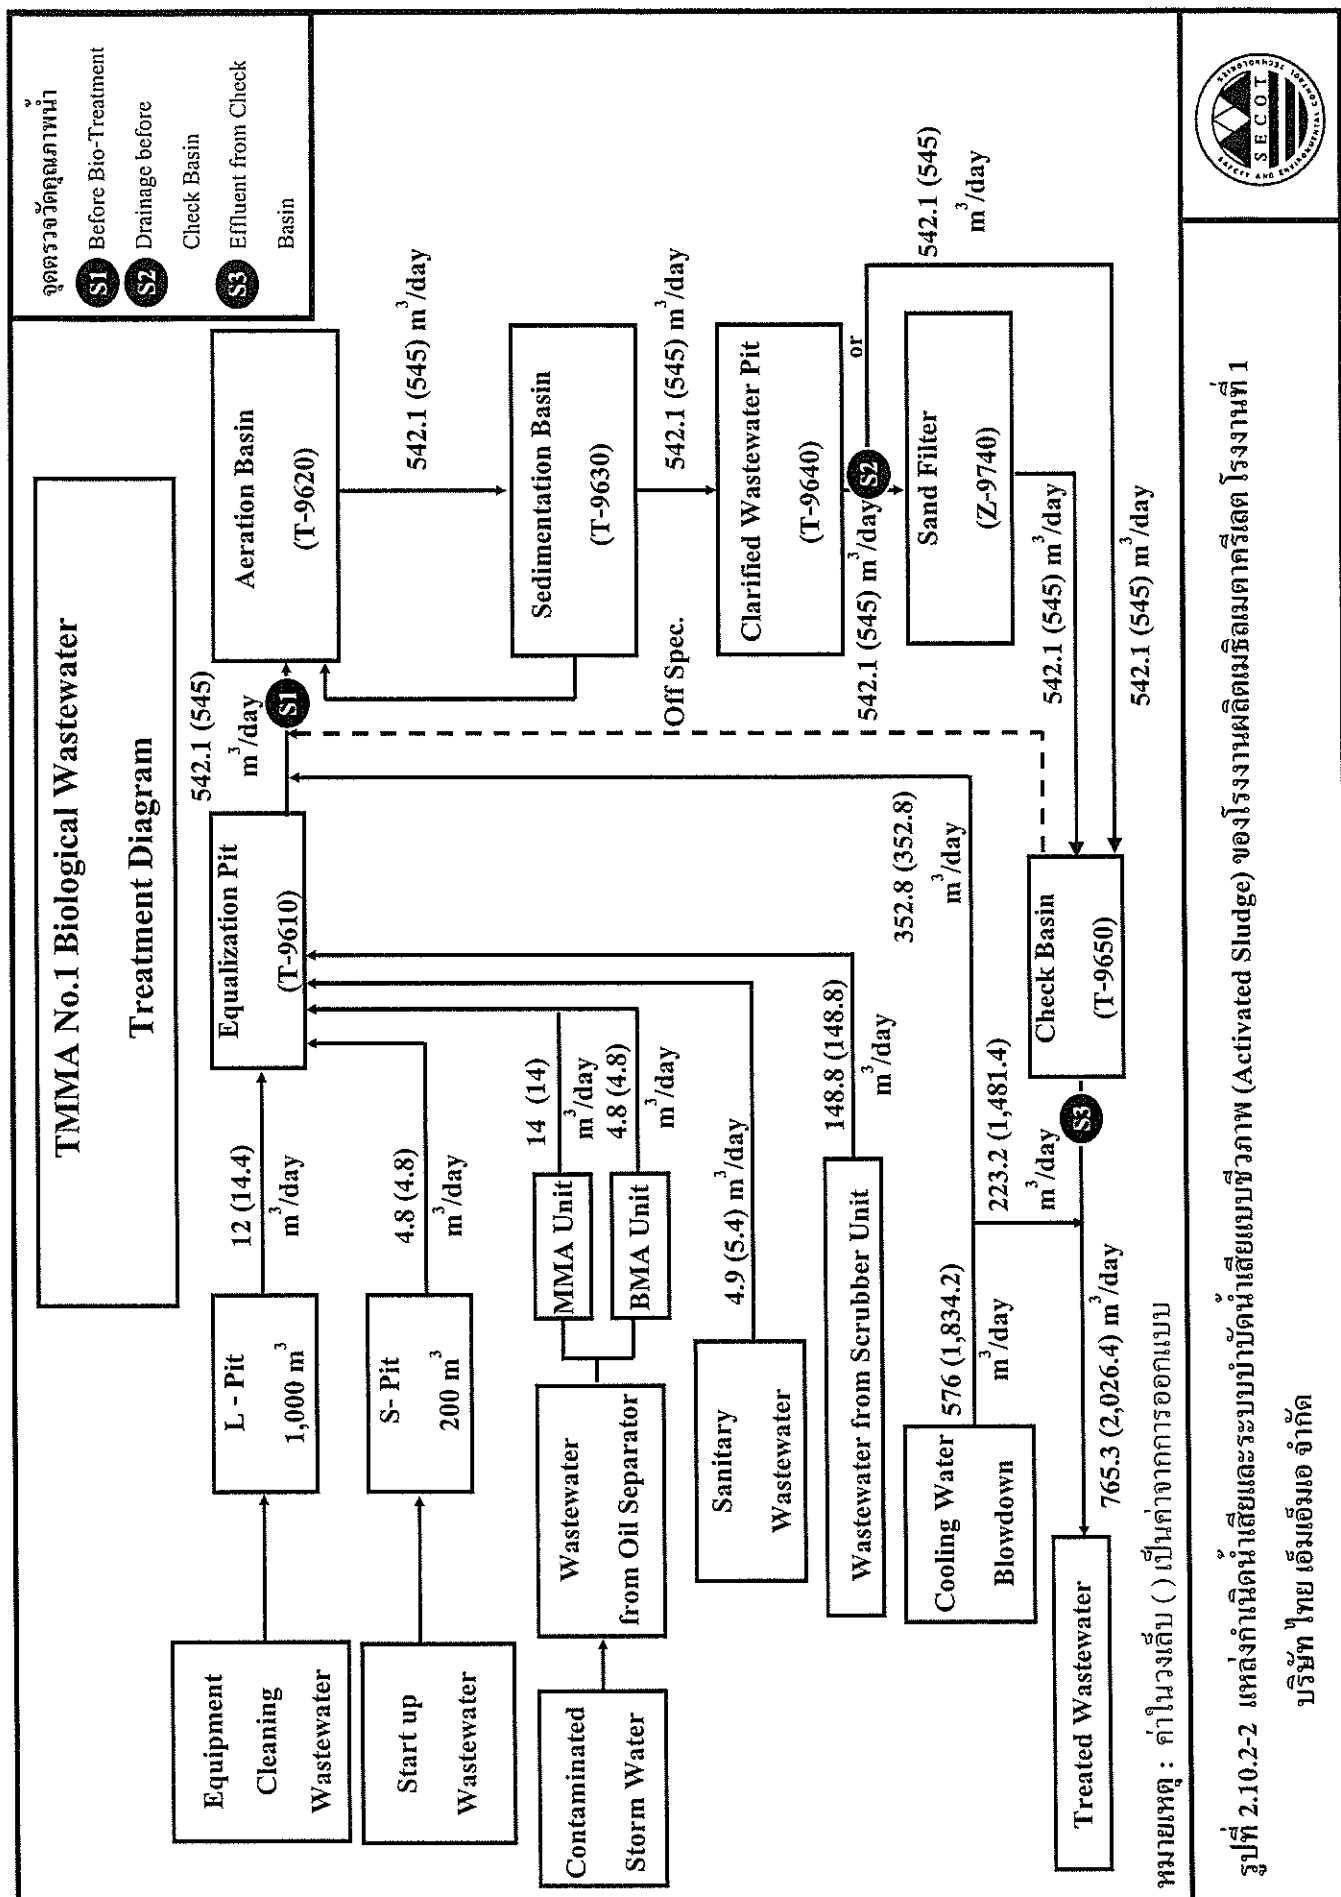 TMMA No.1 Biological Wastewater
Treatment Diagram
จุดตรวจวัดคุณภาพน้ำ
S1 Before Bio-Treatment
S2 Drainage before
Check Basin
S3 Effluent from Check
Basin
Equipment
Cleaning
Wastewater
L - Pit
1,000 m³
12 (14.4)
m³/day
Equalization Pit
(T-9610)
542.1 (545)
m³/day
S1
Aeration Basin
(T-9620)
542.1 (545) m³/day
Start up
Wastewater
S- Pit
200 m³
4.8 (4.8)
m³/day
Sedimentation Basin
(T-9630)
542.1 (545) m³/day
Contaminated
Storm Water
Wastewater
from Oil Separator
MMA Unit
BMA Unit
14 (14)
m³/day
4.8 (4.8)
m³/day
Off Spec.
Clarified Wastewater Pit
(T-9640)
Sanitary
Wastewater
4.9 (5.4) m³/day
542.1 (545) m³/day
S2
or
542.1 (545)
m³/day
Wastewater from Scrubber Unit
148.8 (148.8)
m³/day
Sand Filter
(Z-9740)
Cooling Water
Blowdown
576 (1,834.2)
m³/day
352.8 (352.8)
m³/day
223.2 (1,481.4)
m³/day
542.1 (545) m³/day
542.1 (545) m³/day
Check Basin
(T-9650)
S3
Treated Wastewater
765.3 (2,026.4) m³/day
หมายเหตุ : ค่าในวงเล็บ ( ) เป็นค่าจากการออกแบบ
รูปที่ 2.10.2-2 แหล่งกำเนิดน้ำเสียและระบบบำบัดน้ำเสียแบบชีวภาพ (Activated Sludge) ของโรงงานผลิตเมธิลเมตาครีเลต โรงงานที่ 1
บริษัท ไทย เอ็มเอ็มเอ จำกัด
SECOT
SAFETY AND ENVIRONMENTAL CONTROL TECHNOLOGIES